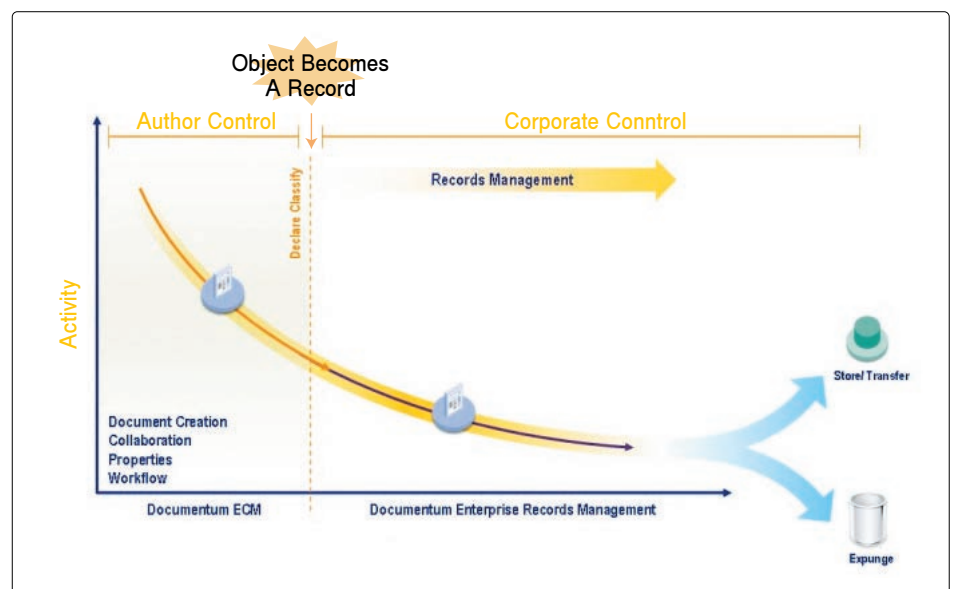 Object Becomes
A Record
Author Control
Corporate Conntrol
Records Management
Declare Classify
Activity
Store/Transfer
Document Creation
Collaboration
Properties
Workflow
Documentum ECM
Documentum Enterprise Records Management
Expunge